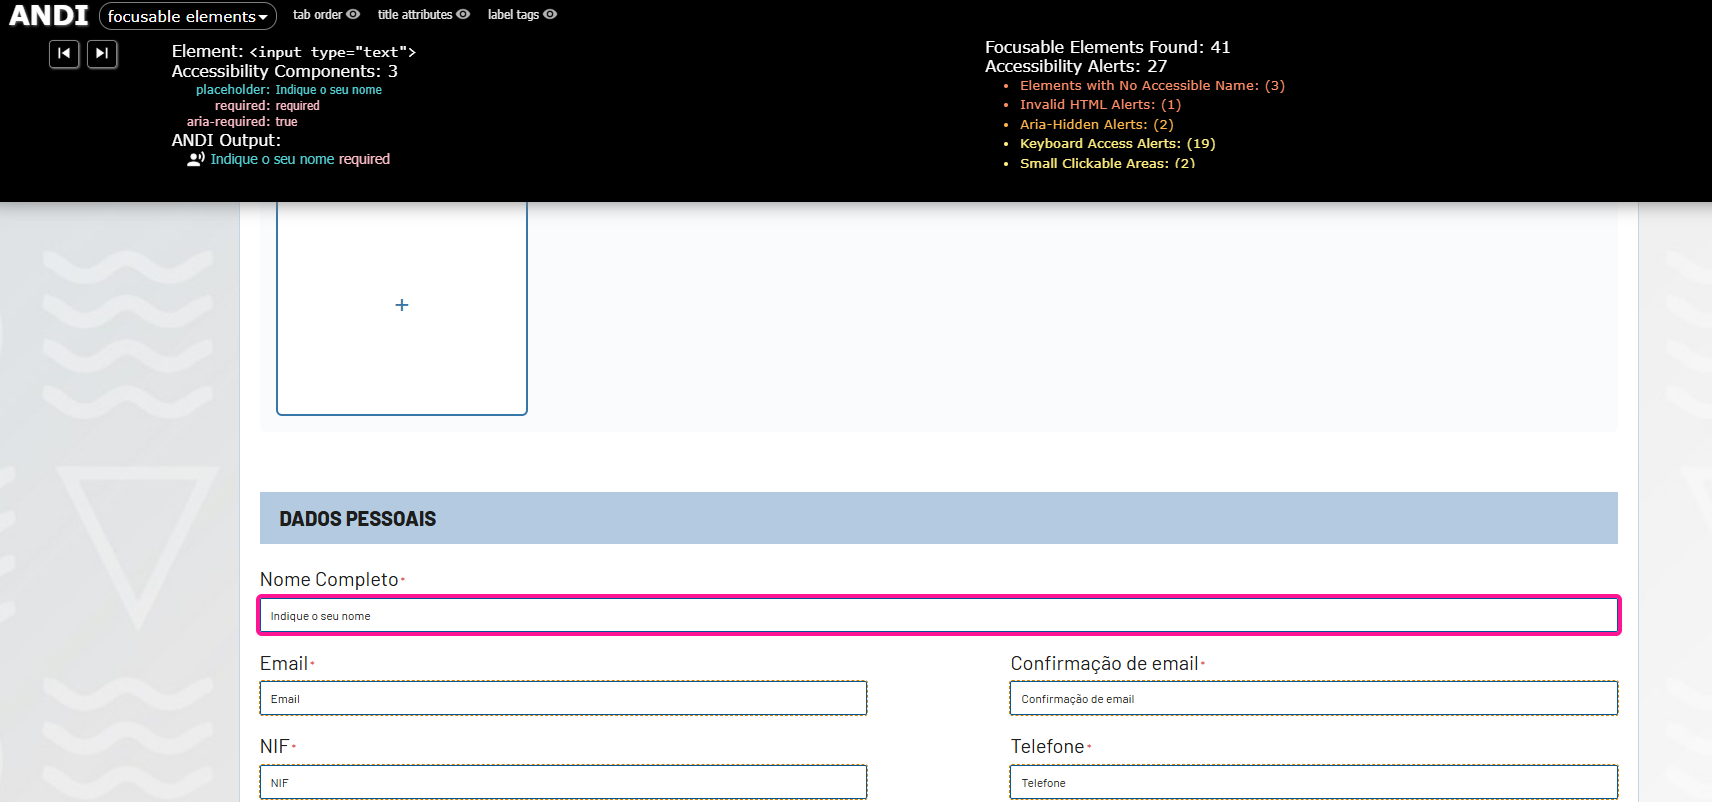 ANDI focusable elements tab order title attributes label tags
Element: <input type="text">
Accessibility Components: 3
placeholder: Indique o seu nome
required: required
aria-required: true
ANDI Output:
Indique o seu nome required
Focusable Elements Found: 41
Accessibility Alerts: 27
• Elements with No Accessible Name: (3)
• Invalid HTML Alerts: (1)
• Aria-Hidden Alerts: (2)
• Keyboard Access Alerts: (19)
• Small Clickable Areas: (2)
+
DADOS PESSOAIS
Nome Completo*
Indique o seu nome
Email*
Email
Confirmação de email*
Confirmação de email
NIF*
NIF
Telefone*
Telefone